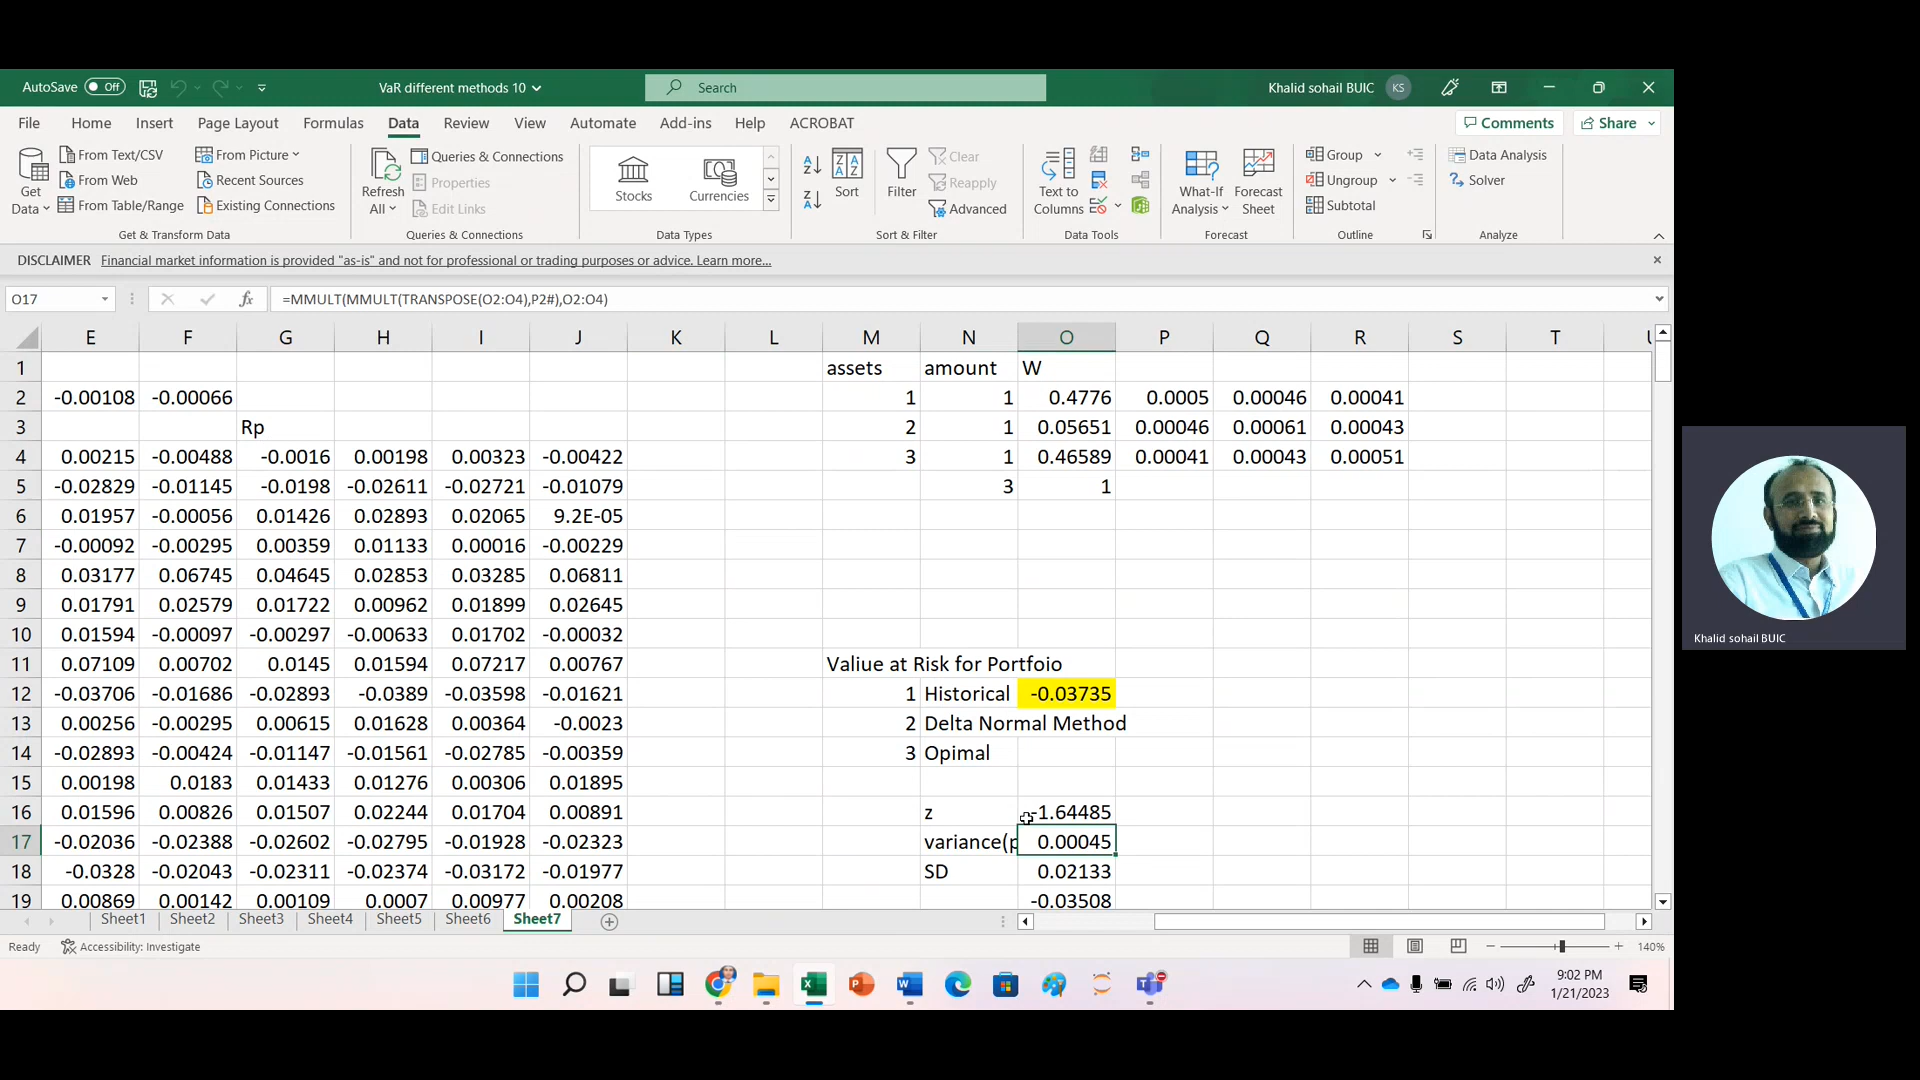 AutoSave Off VaR different methods 10 Search Khalid sohail BUIC KS
File Home Insert Page Layout Formulas Data Review View Automate Add-ins Help ACROBAT Comments Share
Get Data
From Text/CSV
From Web
From Table/Range
From Picture
Recent Sources
Existing Connections
Get & Transform Data
Refresh All
Queries & Connections
Properties
Edit Links
Queries & Connections
Stocks
Currencies
Data Types
Sort
Filter
Clear
Reapply
Advanced
Sort & Filter
Text to Columns
Data Tools
What-If Analysis
Forecast Sheet
Forecast
Group
Ungroup
Subtotal
Outline
Data Analysis
Solver
Analyze
DISCLAIMER Financial market information is provided "as-is" and not for professional or trading purposes or advice. Learn more...
O17 fx =MMULT(MMULT(TRANSPOSE(O2:O4),P2#),O2:O4)
E F G H I J K L M N O P Q R S T
1 assets amount W
2 -0.00108 -0.00066 1 1 0.4776 0.0005 0.00046 0.00041
3 Rp 2 1 0.05651 0.00046 0.00061 0.00043
4 0.00215 -0.00488 -0.0016 0.00198 0.00323 -0.00422 3 1 0.46589 0.00041 0.00043 0.00051
5 -0.02829 -0.01145 -0.0198 -0.02611 -0.02721 -0.01079 3 1
6 0.01957 -0.00056 0.01426 0.02893 0.02065 9.2E-05
7 -0.00092 -0.00295 0.00359 0.01133 0.00016 -0.00229
8 0.03177 0.06745 0.04645 0.02853 0.03285 0.06811
9 0.01791 0.02579 0.01722 0.00962 0.01899 0.02645
10 0.01594 -0.00097 -0.00297 -0.00633 0.01702 -0.00032
11 0.07109 0.00702 0.0145 0.01594 0.07217 0.00767 Valiue at Risk for Portfoio
12 -0.03706 -0.01686 -0.02893 -0.0389 -0.03598 -0.01621 1 Historical -0.03735
13 0.00256 -0.00295 0.00615 0.01628 0.00364 -0.0023 2 Delta Normal Method
14 -0.02893 -0.00424 -0.01147 -0.01561 -0.02785 -0.00359 3 Opimal
15 0.00198 0.0183 0.01433 0.01276 0.00306 0.01895
16 0.01596 0.00826 0.01507 0.02244 0.01704 0.00891 z -1.64485
17 -0.02036 -0.02388 -0.02602 -0.02795 -0.01928 -0.02323 variance(p 0.00045
18 -0.0328 -0.02043 -0.02311 -0.02374 -0.03172 -0.01977 SD 0.02133
19 0.00869 0.00142 0.00109 0.0007 0.00977 0.00208 -0.03508
Sheet1 Sheet2 Sheet3 Sheet4 Sheet5 Sheet6 Sheet7
Ready Accessibility: Investigate 140%
9:02 PM
1/21/2023
Khalid sohail BUIC